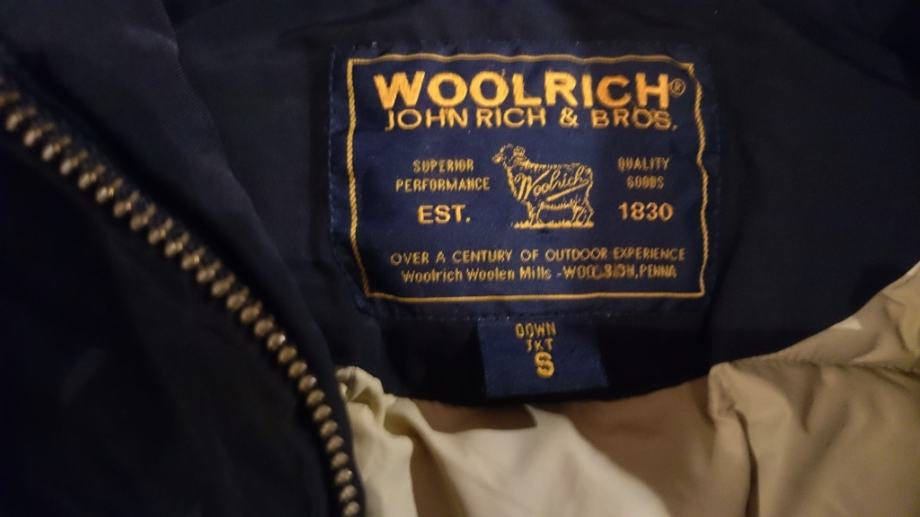 WOOLRICH®
JOHN RICH & BROS.
SUPERIOR PERFORMANCE
Woolrich
QUALITY GOODS
EST. 1830
OVER A CENTURY OF OUTDOOR EXPERIENCE
Woolrich Woolen Mills - WOOLRICH, PENNA
DOWN
JKT
S